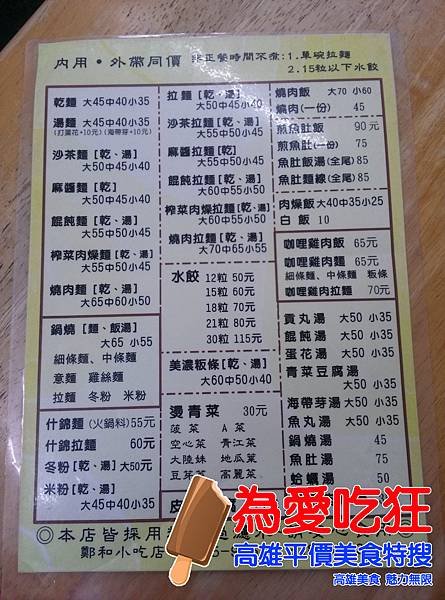 內用・外帶同價
非正餐時間不煮:1.單碗拉麵
2.15粒以下水餃
乾麵 大45中40小35
湯麵 大45中40小35
(打蛋花+10元)(海帶芽+10元)
沙茶麵[乾、湯]
大50中45小40
麻醬麵[乾]
大50中45小40
餛飩麵[乾、湯]
大55中50小45
榨菜肉燥麵[乾、湯]
大55中50小45
燒肉麵[乾、湯]
大65中60小50
鍋燒[麵、飯湯]
大65 小55
細條麵、中條麵
意麵 雞絲麵
拉麵 冬粉 米粉
什錦麵(火鍋料)55元
什錦拉麵 60元
冬粉[乾、湯]大50元
米粉[乾、湯]
大45中40小35
拉麵[乾、湯]
大50中45小40
沙茶拉麵[乾、湯]
大55中50小45
麻醬拉麵[乾]
大55中50小45
餛飩拉麵[乾、湯]
大60中55小50
榨菜肉燥拉麵[乾、湯]
大60中55小50
燒肉拉麵[乾、湯]
大70中65小55
水餃 12粒 50元
15粒 60元
18粒 70元
21粒 80元
30粒 115元
美濃粄條[乾、湯]
大60中50小40
燙青菜 30元
菠菜 A菜
空心菜 青江菜
大陸妹 地瓜菜
豆芽菜 高麗菜
皮
燒肉飯 大70 小60
燒肉(一份) 45
煎魚肚飯 90元
煎魚肚(一份) 75
魚肚飯湯(全尾)85
魚肚麵線(全尾)85
肉燥飯大40中35小25
白飯 10
咖哩雞肉飯 65元
咖哩雞肉麵 65元
細條麵、中條麵 粄條
咖哩雞肉拉麵 70元
貢丸湯 大50 小35
餛飩湯 大50 小35
蛋花湯 大50 小35
青菜豆腐湯
大50 小35
海帶芽湯 大50 小35
魚丸湯 大50 小35
鍋燒湯 45
魚肚湯 75
蛤蠣湯 50
◎本店皆採用
鄭和小吃店
為愛吃狂
高雄平價美食特搜
高雄美食 魅力無限